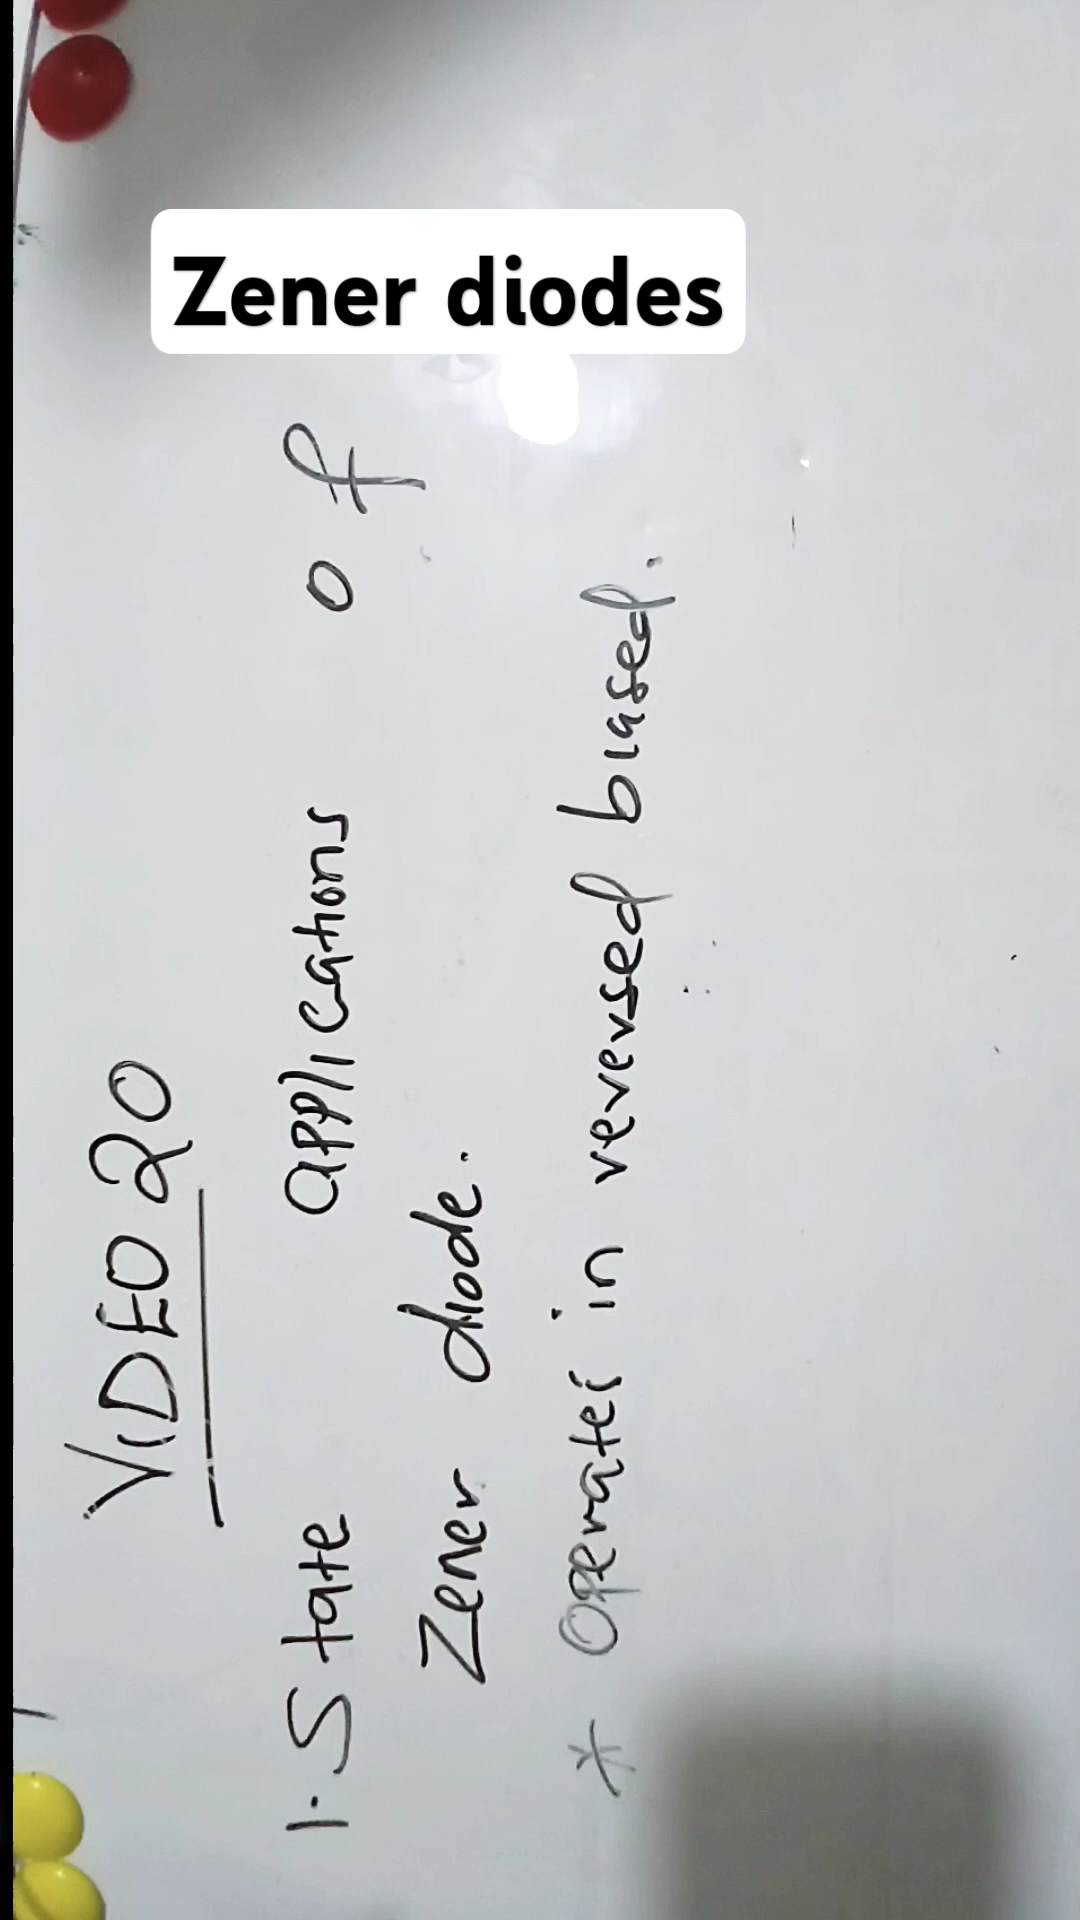 Zener diodes
VIDEO 20
1. State applications of
Zener diode.
* Operates in reversed biased.